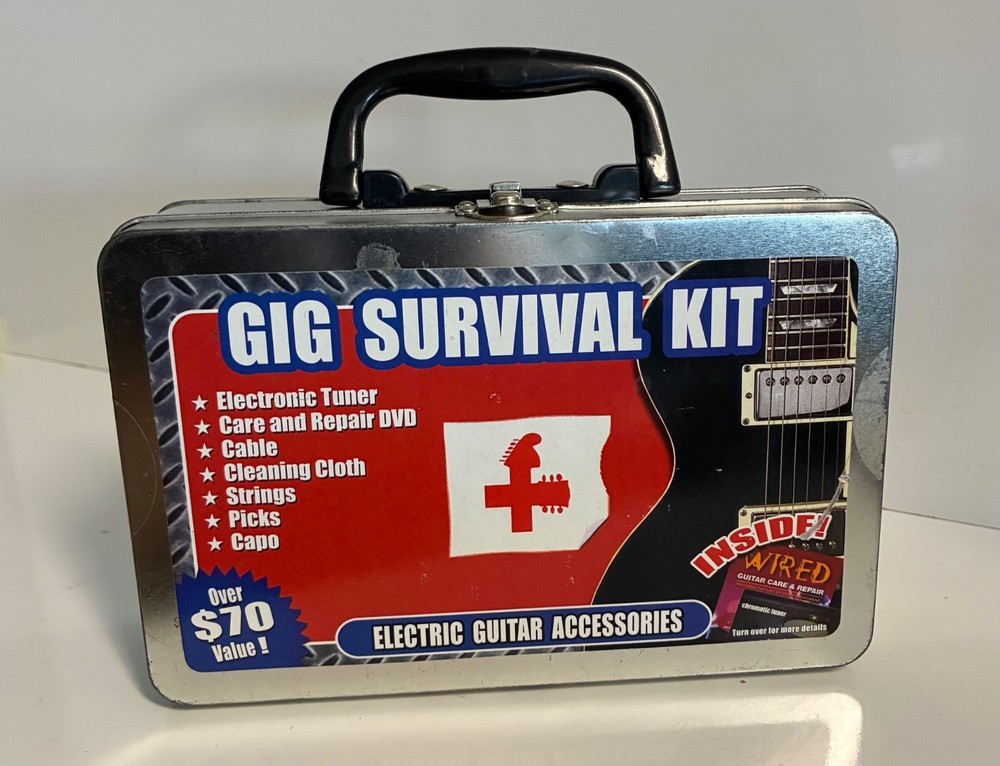 GIG SURVIVAL KIT
★ Electronic Tuner
★ Care and Repair DVD
★ Cable
★ Cleaning Cloth
★ Strings
★ Picks
★ Capo
Over
$70
Value!
ELECTRIC GUITAR ACCESSORIES
INSIDE!
WIRED
GUITAR CARE & REPAIR
chromatic tuner
Turn over for more details